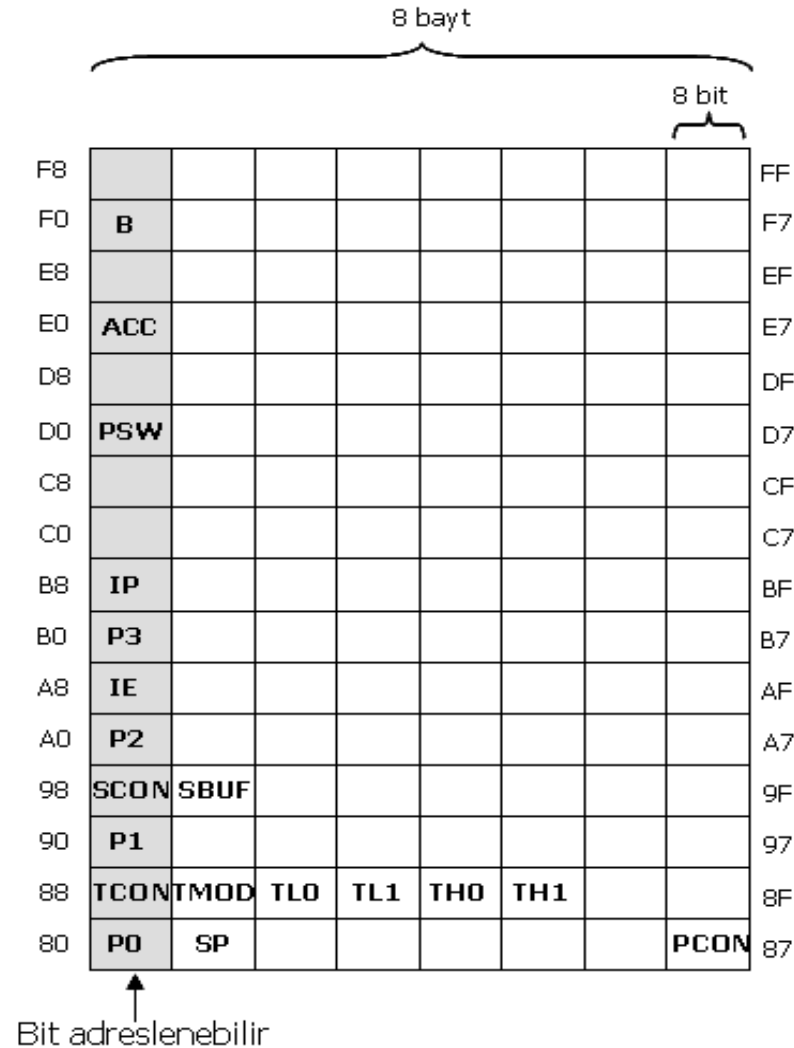 8 bayt
8 bit
F8 FF
F0 B F7
E8 EF
E0 ACC E7
D8 DF
D0 PSW D7
C8 CF
C0 C7
B8 IP BF
B0 P3 B7
A8 IE AF
A0 P2 A7
98 SCON SBUF 9F
90 P1 97
88 TCON TMOD TL0 TL1 TH0 TH1 8F
80 P0 SP PCON 87
Bit adreslenebilir